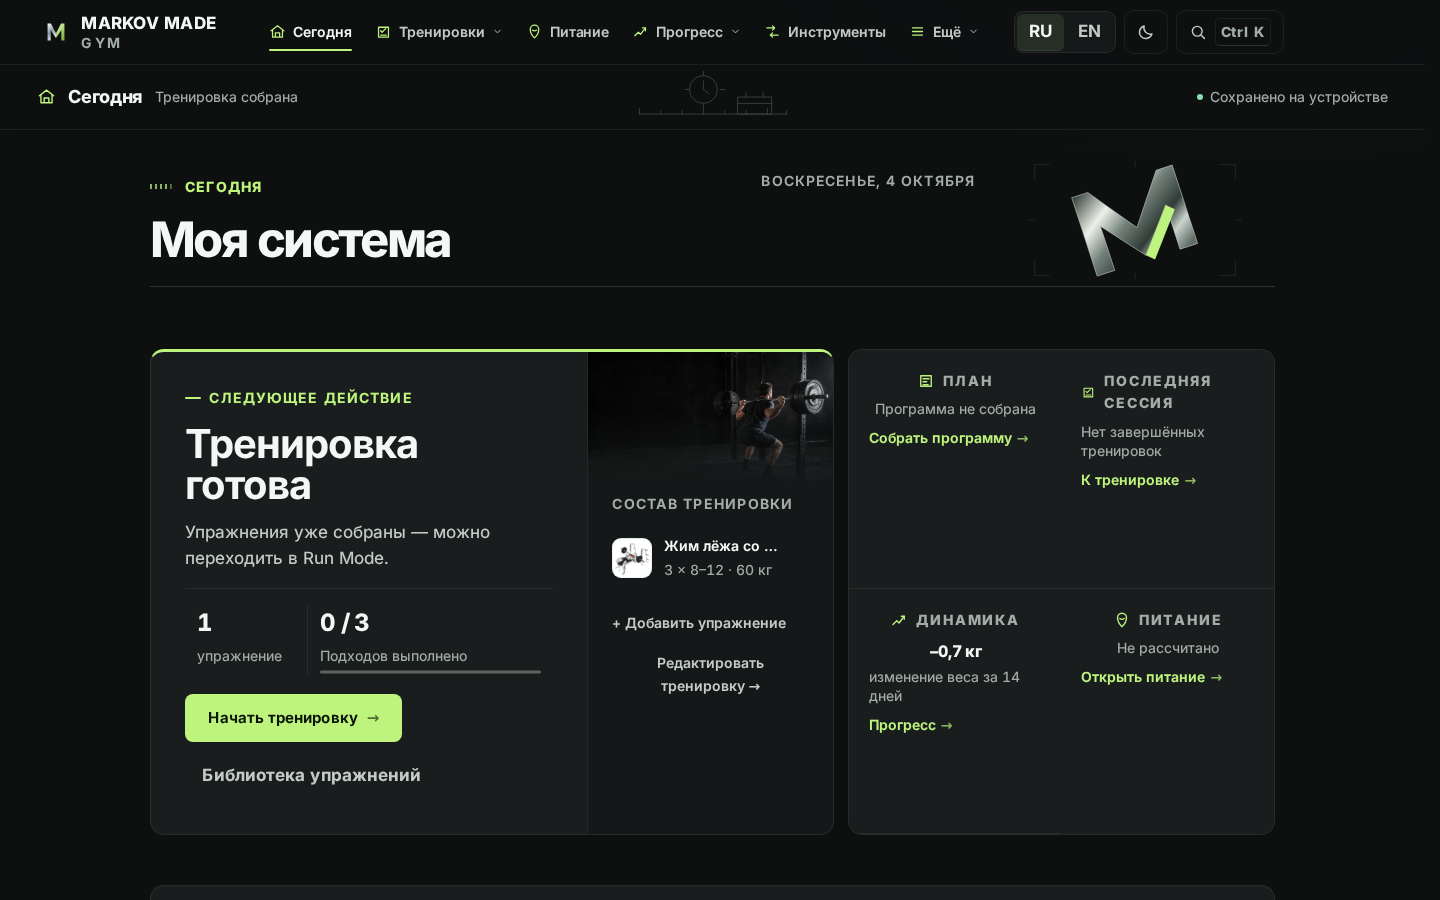 MARKOV MADE
GYM
Сегодня
Тренировки
Питание
Прогресс
Инструменты
Ещё
RU
EN
Ctrl K
Сегодня
Тренировка собрана
Сохранено на устройстве
СЕГОДНЯ
ВОСКРЕСЕНЬЕ, 4 ОКТЯБРЯ
Моя система
СЛЕДУЮЩЕЕ ДЕЙСТВИЕ
Тренировка
готова
Упражнения уже собраны — можно
переходить в Run Mode.
1
упражнение
0 / 3
Подходов выполнено
Начать тренировку →
Библиотека упражнений
СОСТАВ ТРЕНИРОВКИ
Жим лёжа со ...
3 × 8–12 · 60 кг
+ Добавить упражнение
Редактировать
тренировку →
ПЛАН
Программа не собрана
Собрать программу →
ПОСЛЕДНЯЯ
СЕССИЯ
Нет завершённых
тренировок
К тренировке →
ДИНАМИКА
–0,7 кг
изменение веса за 14
дней
Прогресс →
ПИТАНИЕ
Не рассчитано
Открыть питание →